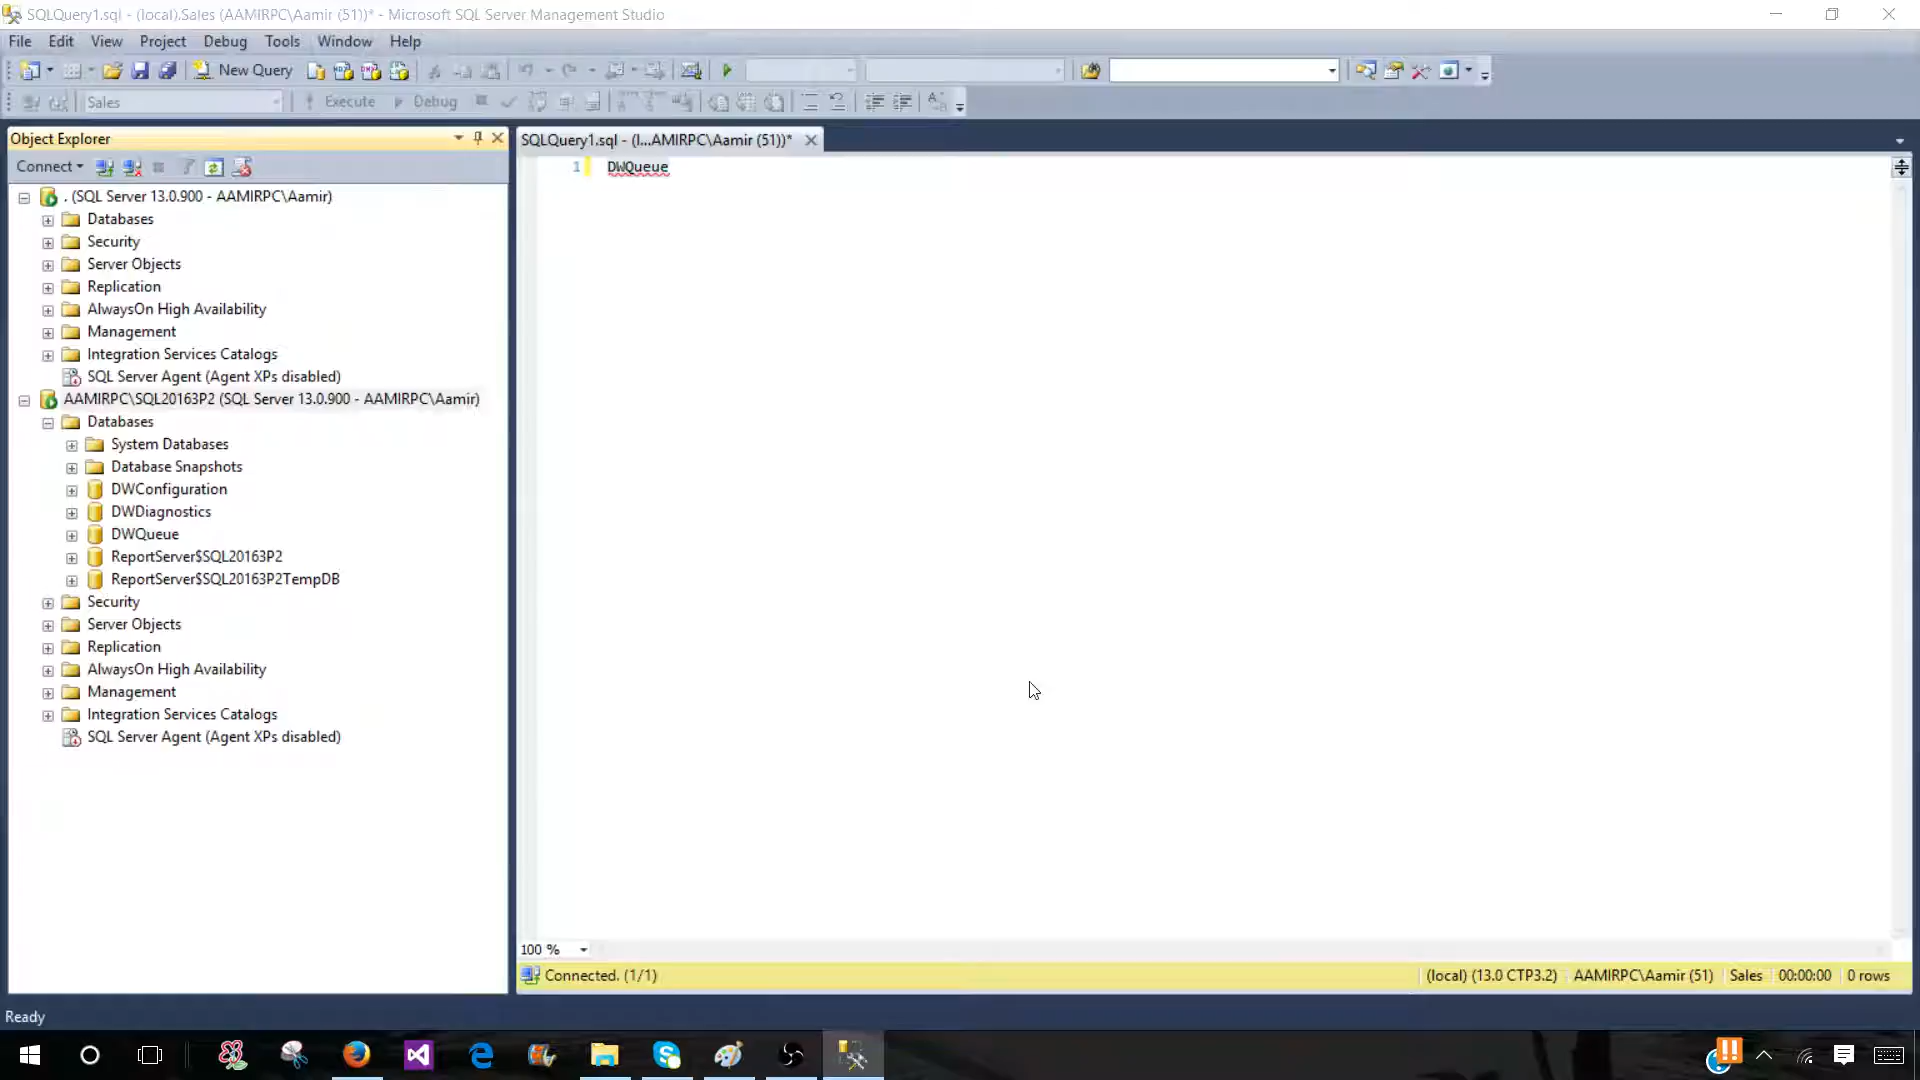 SQLQuery1.sql - (local).Sales (AAMIRPC\Aamir (51))* - Microsoft SQL Server Management Studio
File Edit View Project Debug Tools Window Help
New Query
Sales Execute Debug
Object Explorer
SQLQuery1.sql - (l...AMIRPC\Aamir (51))*
Connect
1 DWQueue
. (SQL Server 13.0.900 - AAMIRPC\Aamir)
Databases
Security
Server Objects
Replication
AlwaysOn High Availability
Management
Integration Services Catalogs
SQL Server Agent (Agent XPs disabled)
AAMIRPC\SQL20163P2 (SQL Server 13.0.900 - AAMIRPC\Aamir)
Databases
System Databases
Database Snapshots
DWConfiguration
DWDiagnostics
DWQueue
ReportServer$SQL20163P2
ReportServer$SQL20163P2TempDB
Security
Server Objects
Replication
AlwaysOn High Availability
Management
Integration Services Catalogs
SQL Server Agent (Agent XPs disabled)
100 %
Connected. (1/1) (local) (13.0 CTP3.2) AAMIRPC\Aamir (51) Sales 00:00:00 0 rows
Ready